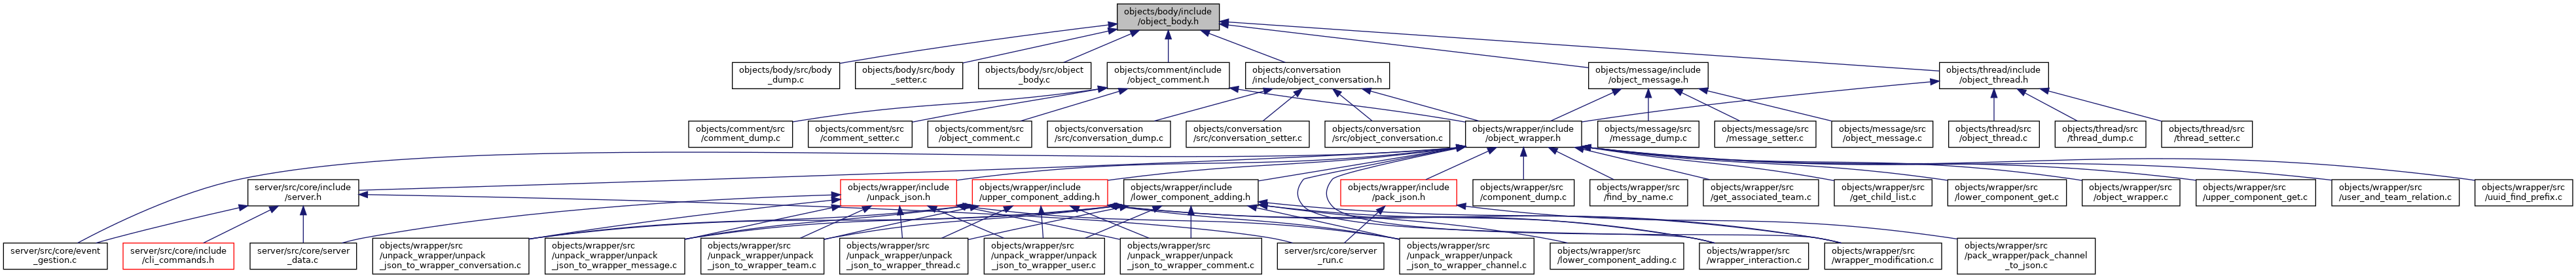 objects/body/include
/object_body.h
objects/body/src/body
_dump.c
objects/body/src/body
_setter.c
objects/body/src/object
_body.c
objects/comment/include
/object_comment.h
objects/conversation
/include/object_conversation.h
objects/message/include
/object_message.h
objects/thread/include
/object_thread.h
objects/comment/src
/comment_dump.c
objects/comment/src
/comment_setter.c
objects/comment/src
/object_comment.c
objects/conversation
/src/conversation_dump.c
objects/conversation
/src/conversation_setter.c
objects/conversation
/src/object_conversation.c
objects/wrapper/include
/object_wrapper.h
objects/message/src
/message_dump.c
objects/message/src
/message_setter.c
objects/message/src
/object_message.c
objects/thread/src
/object_thread.c
objects/thread/src
/thread_dump.c
objects/thread/src
/thread_setter.c
server/src/core/include
/server.h
objects/wrapper/include
/unpack_json.h
objects/wrapper/include
/upper_component_adding.h
objects/wrapper/include
/lower_component_adding.h
objects/wrapper/include
/pack_json.h
objects/wrapper/src
/component_dump.c
objects/wrapper/src
/find_by_name.c
objects/wrapper/src
/get_associated_team.c
objects/wrapper/src
/get_child_list.c
objects/wrapper/src
/lower_component_get.c
objects/wrapper/src
/object_wrapper.c
objects/wrapper/src
/upper_component_get.c
objects/wrapper/src
/user_and_team_relation.c
objects/wrapper/src
/uuid_find_prefix.c
server/src/core/event
_gestion.c
server/src/core/include
/cli_commands.h
server/src/core/server
_data.c
objects/wrapper/src
/unpack_wrapper/unpack
_json_to_wrapper_conversation.c
objects/wrapper/src
/unpack_wrapper/unpack
_json_to_wrapper_message.c
objects/wrapper/src
/unpack_wrapper/unpack
_json_to_wrapper_team.c
objects/wrapper/src
/unpack_wrapper/unpack
_json_to_wrapper_thread.c
objects/wrapper/src
/unpack_wrapper/unpack
_json_to_wrapper_user.c
objects/wrapper/src
/unpack_wrapper/unpack
_json_to_wrapper_comment.c
server/src/core/server
_run.c
objects/wrapper/src
/unpack_wrapper/unpack
_json_to_wrapper_channel.c
objects/wrapper/src
/lower_component_adding.c
objects/wrapper/src
/wrapper_interaction.c
objects/wrapper/src
/wrapper_modification.c
objects/wrapper/src
/pack_wrapper/pack_channel
_to_json.c